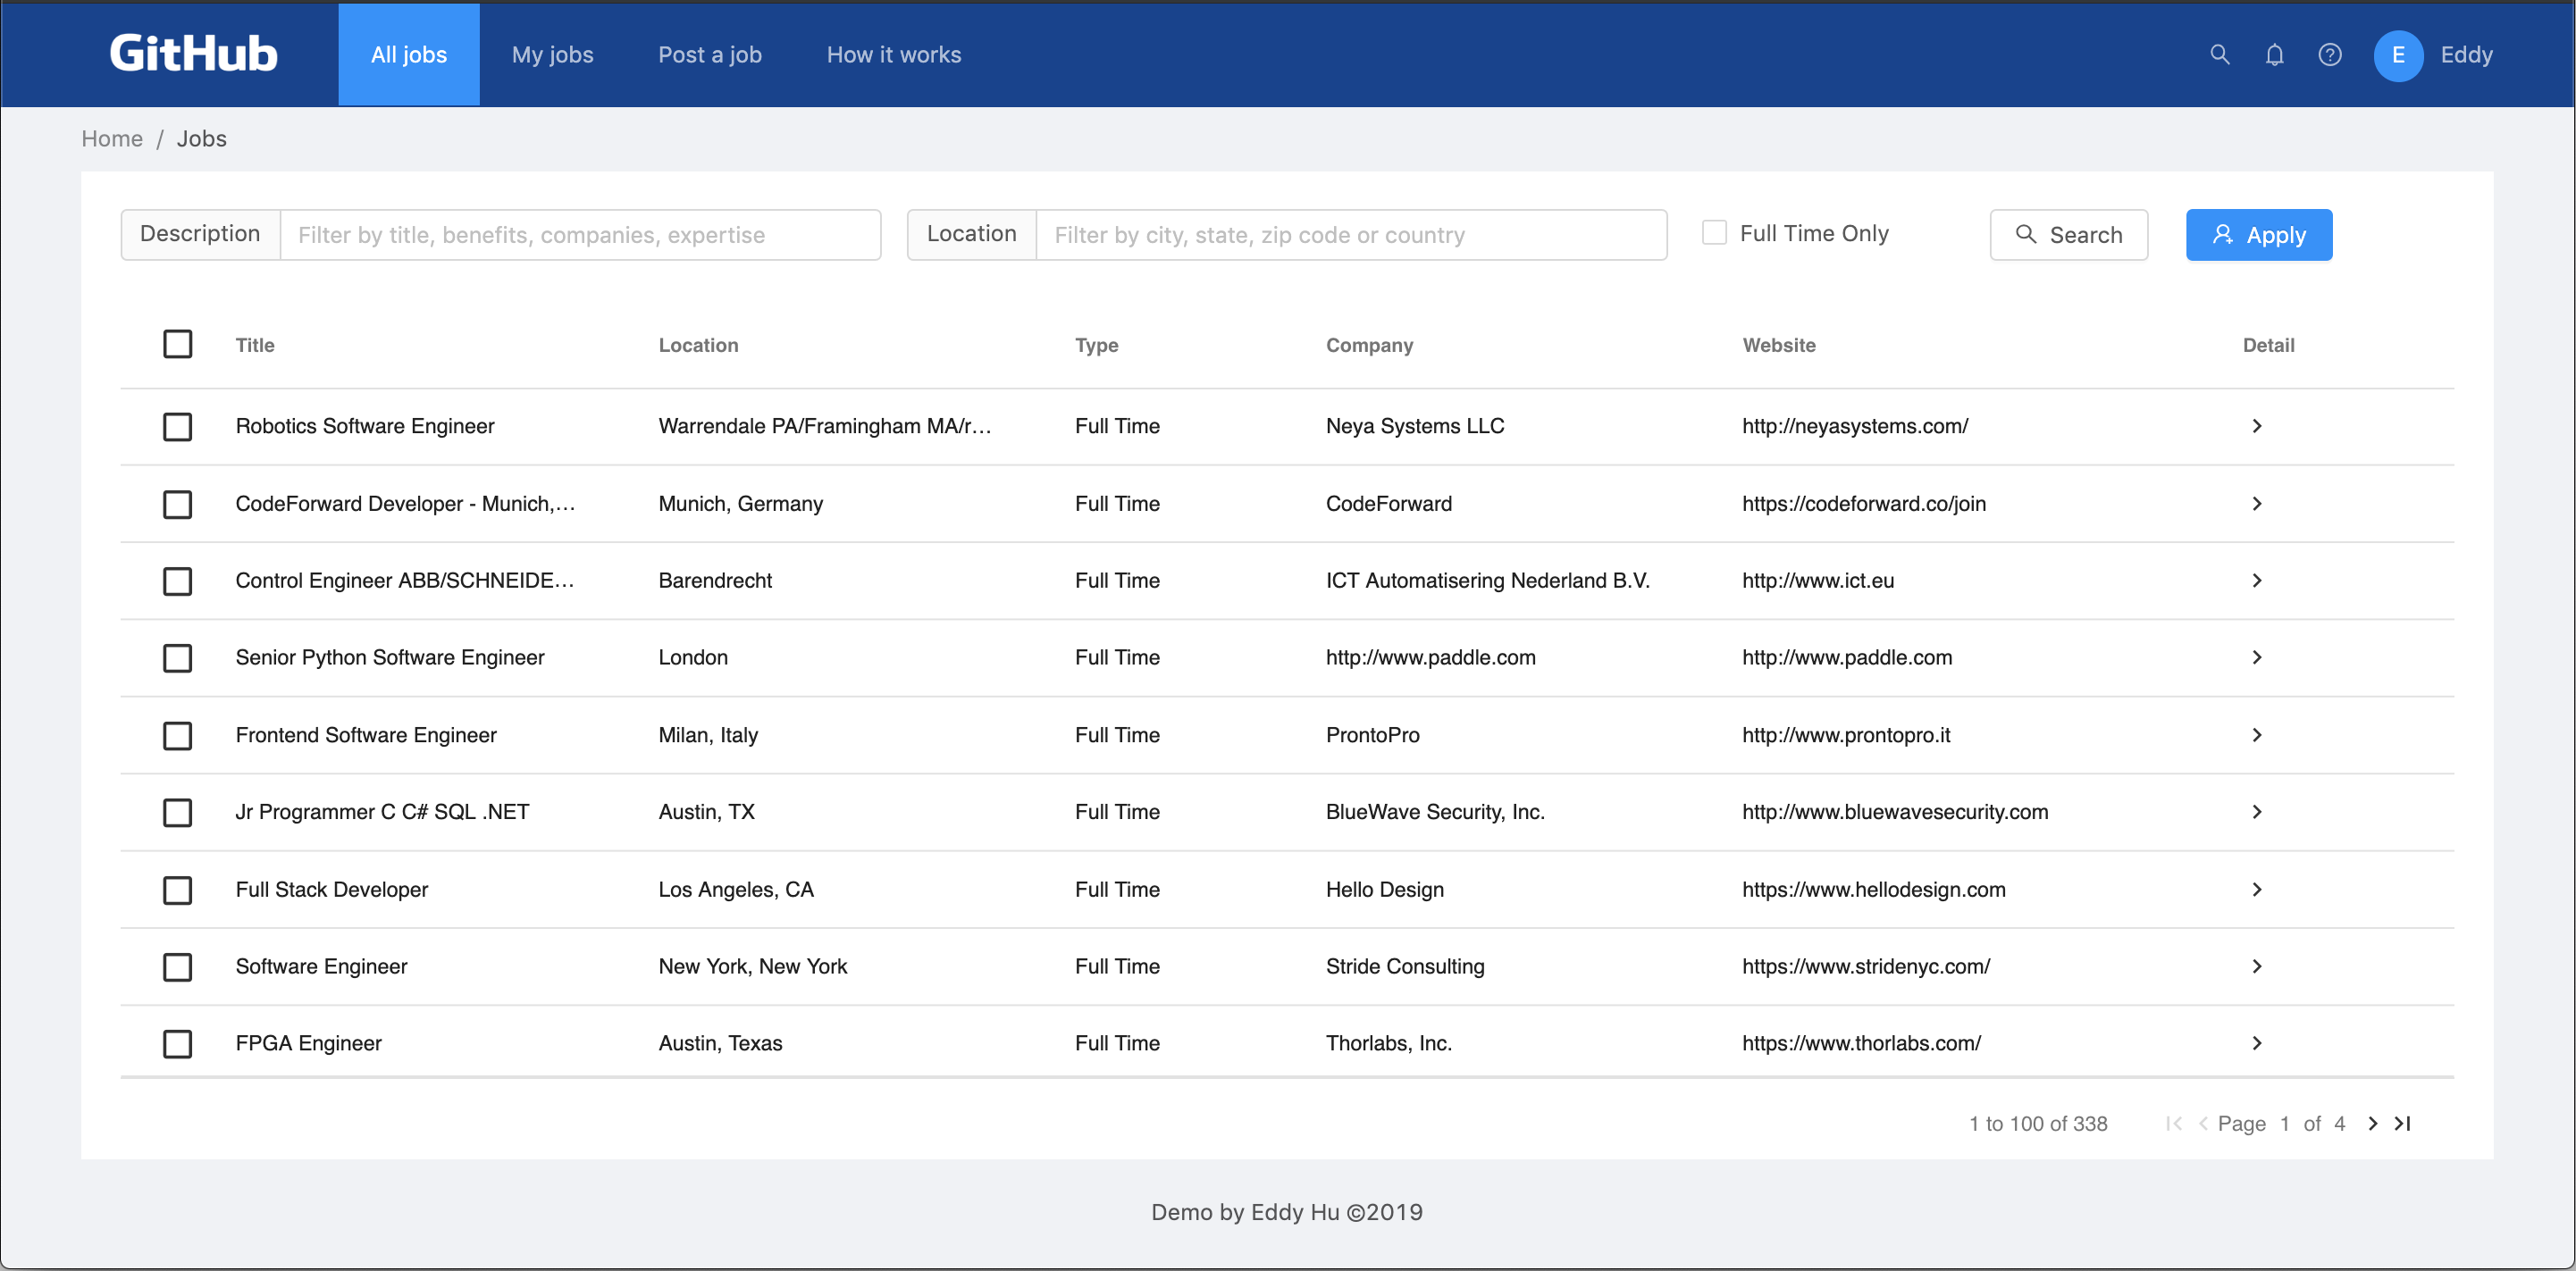 GitHub All jobs My jobs Post a job How it works E Eddy
Home / Jobs
Description Filter by title, benefits, companies, expertise Location Filter by city, state, zip code or country Full Time Only Search Apply
Title Location Type Company Website Detail
Robotics Software Engineer Warrendale PA/Framingham MA/r... Full Time Neya Systems LLC http://neyasystems.com/
CodeForward Developer - Munich,... Munich, Germany Full Time CodeForward https://codeforward.co/join
Control Engineer ABB/SCHNEIDE... Barendrecht Full Time ICT Automatisering Nederland B.V. http://www.ict.eu
Senior Python Software Engineer London Full Time http://www.paddle.com http://www.paddle.com
Frontend Software Engineer Milan, Italy Full Time ProntoPro http://www.prontopro.it
Jr Programmer C C# SQL .NET Austin, TX Full Time BlueWave Security, Inc. http://www.bluewavesecurity.com
Full Stack Developer Los Angeles, CA Full Time Hello Design https://www.hellodesign.com
Software Engineer New York, New York Full Time Stride Consulting https://www.stridenyc.com/
FPGA Engineer Austin, Texas Full Time Thorlabs, Inc. https://www.thorlabs.com/
1 to 100 of 338 Page 1 of 4
Demo by Eddy Hu ©2019